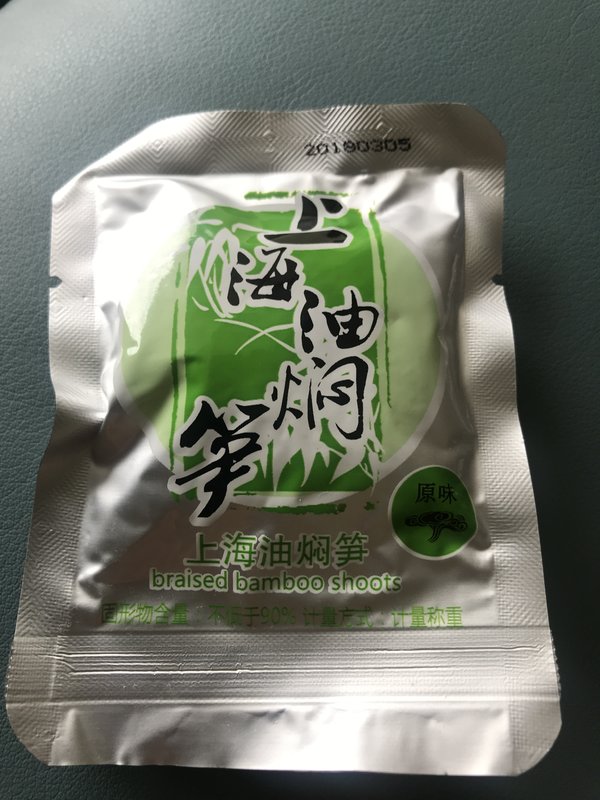 20180305
上海油焖笋
原味
上海油焖笋
braised bamboo shoots
固形物含量：不低于90% 计量方式：计量称重